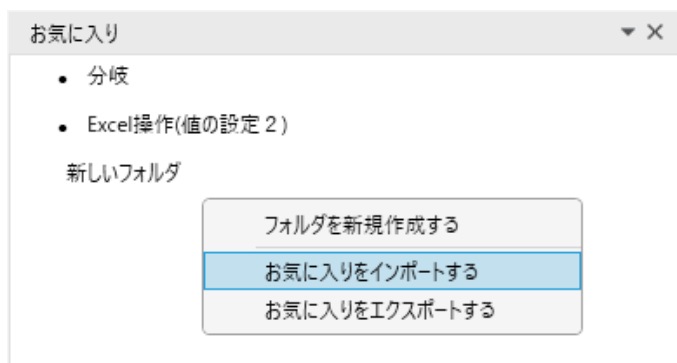 お気に入り
分岐
Excel操作(値の設定２)
新しいフォルダ
フォルダを新規作成する
お気に入りをインポートする
お気に入りをエクスポートする